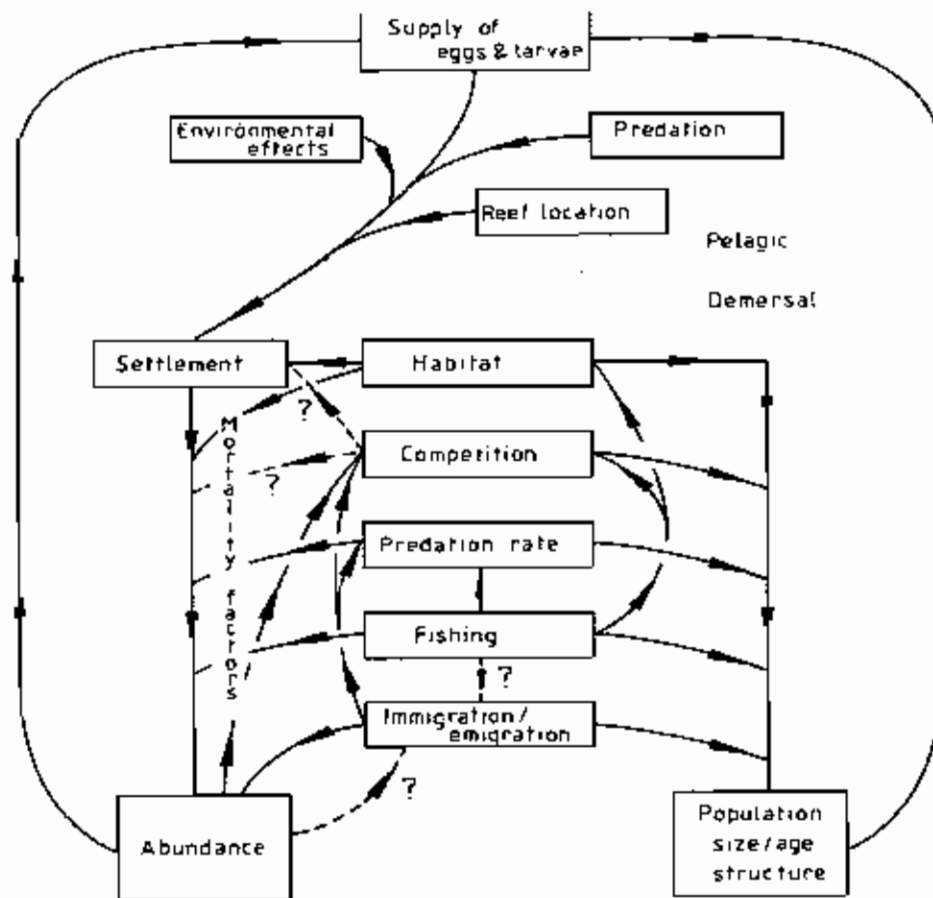 Supply of
eggs & larvae
Environmental
effects
Predation
Reef location
Pelagic
Demersal
Settlement
Habitat
?
Mortality factors
Competition
?
Predation rate
Fishing
?
Immigration/
emigration
?
Abundance
Population
size/age
structure